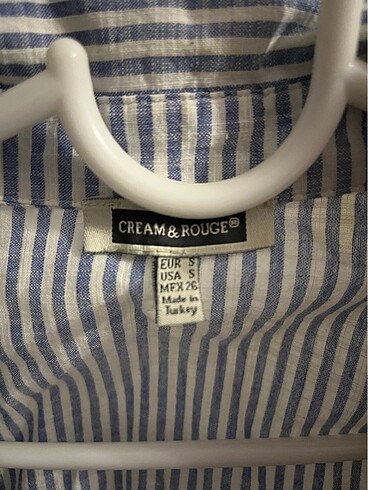 CREAM & ROUGE®
EUR S
USA S
MEX 26
Made in
Turkey